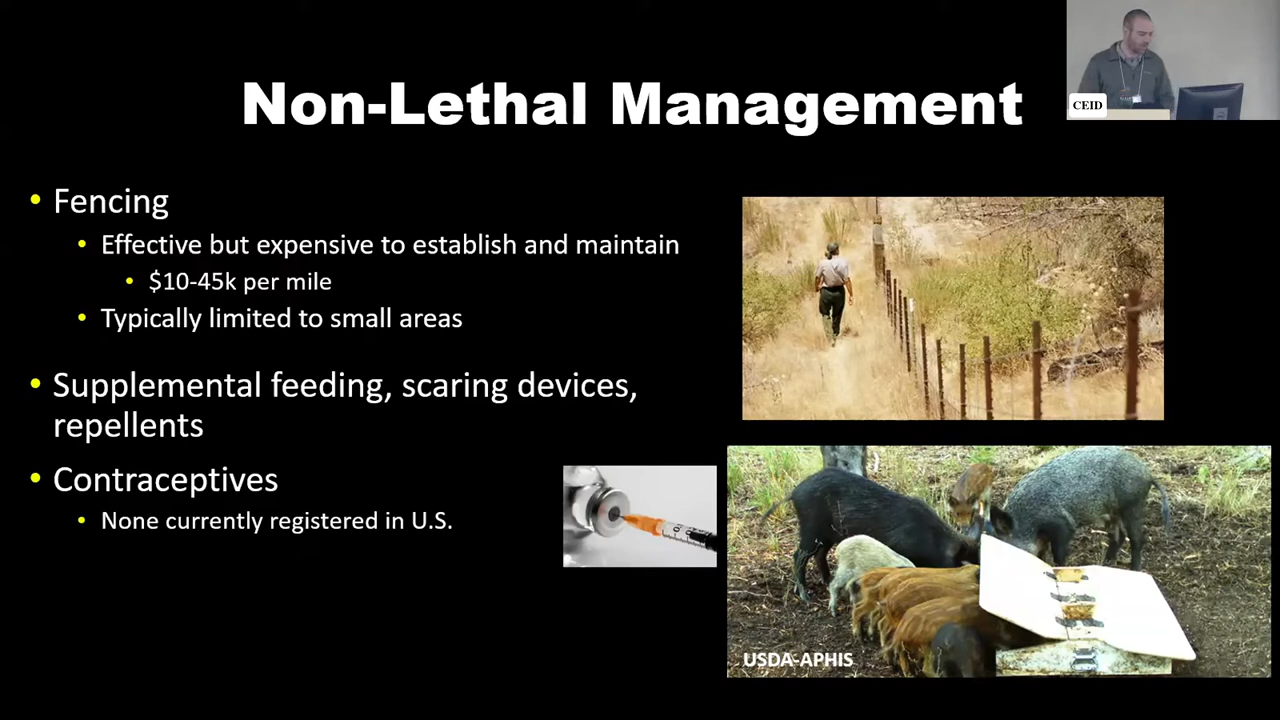 CEID
Non-Lethal Management
• Fencing
• Effective but expensive to establish and maintain
• $10-45k per mile
• Typically limited to small areas
• Supplemental feeding, scaring devices,
repellents
• Contraceptives
• None currently registered in U.S.
USDA-APHIS